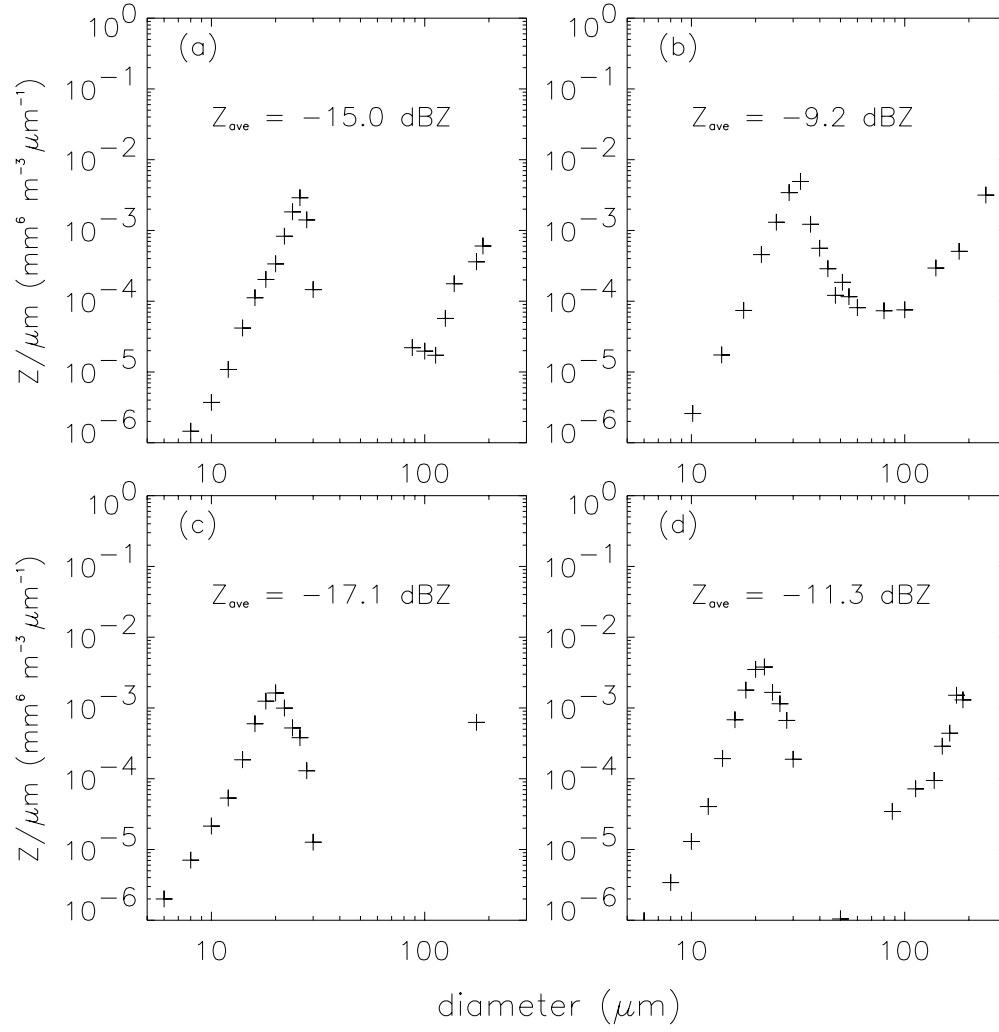 (a)
Z_ave = −15.0 dBZ
10^0
10^−1
10^−2
10^−3
10^−4
10^−5
10^−6
10 100
Z/μm (mm^6 m^−3 μm^−1)
(b)
Z_ave = −9.2 dBZ
10^0
10^−1
10^−2
10^−3
10^−4
10^−5
10^−6
10 100
(c)
Z_ave = −17.1 dBZ
10^0
10^−1
10^−2
10^−3
10^−4
10^−5
10^−6
10 100
Z/μm (mm^6 m^−3 μm^−1)
(d)
Z_ave = −11.3 dBZ
10^0
10^−1
10^−2
10^−3
10^−4
10^−5
10^−6
10 100
diameter (μm)